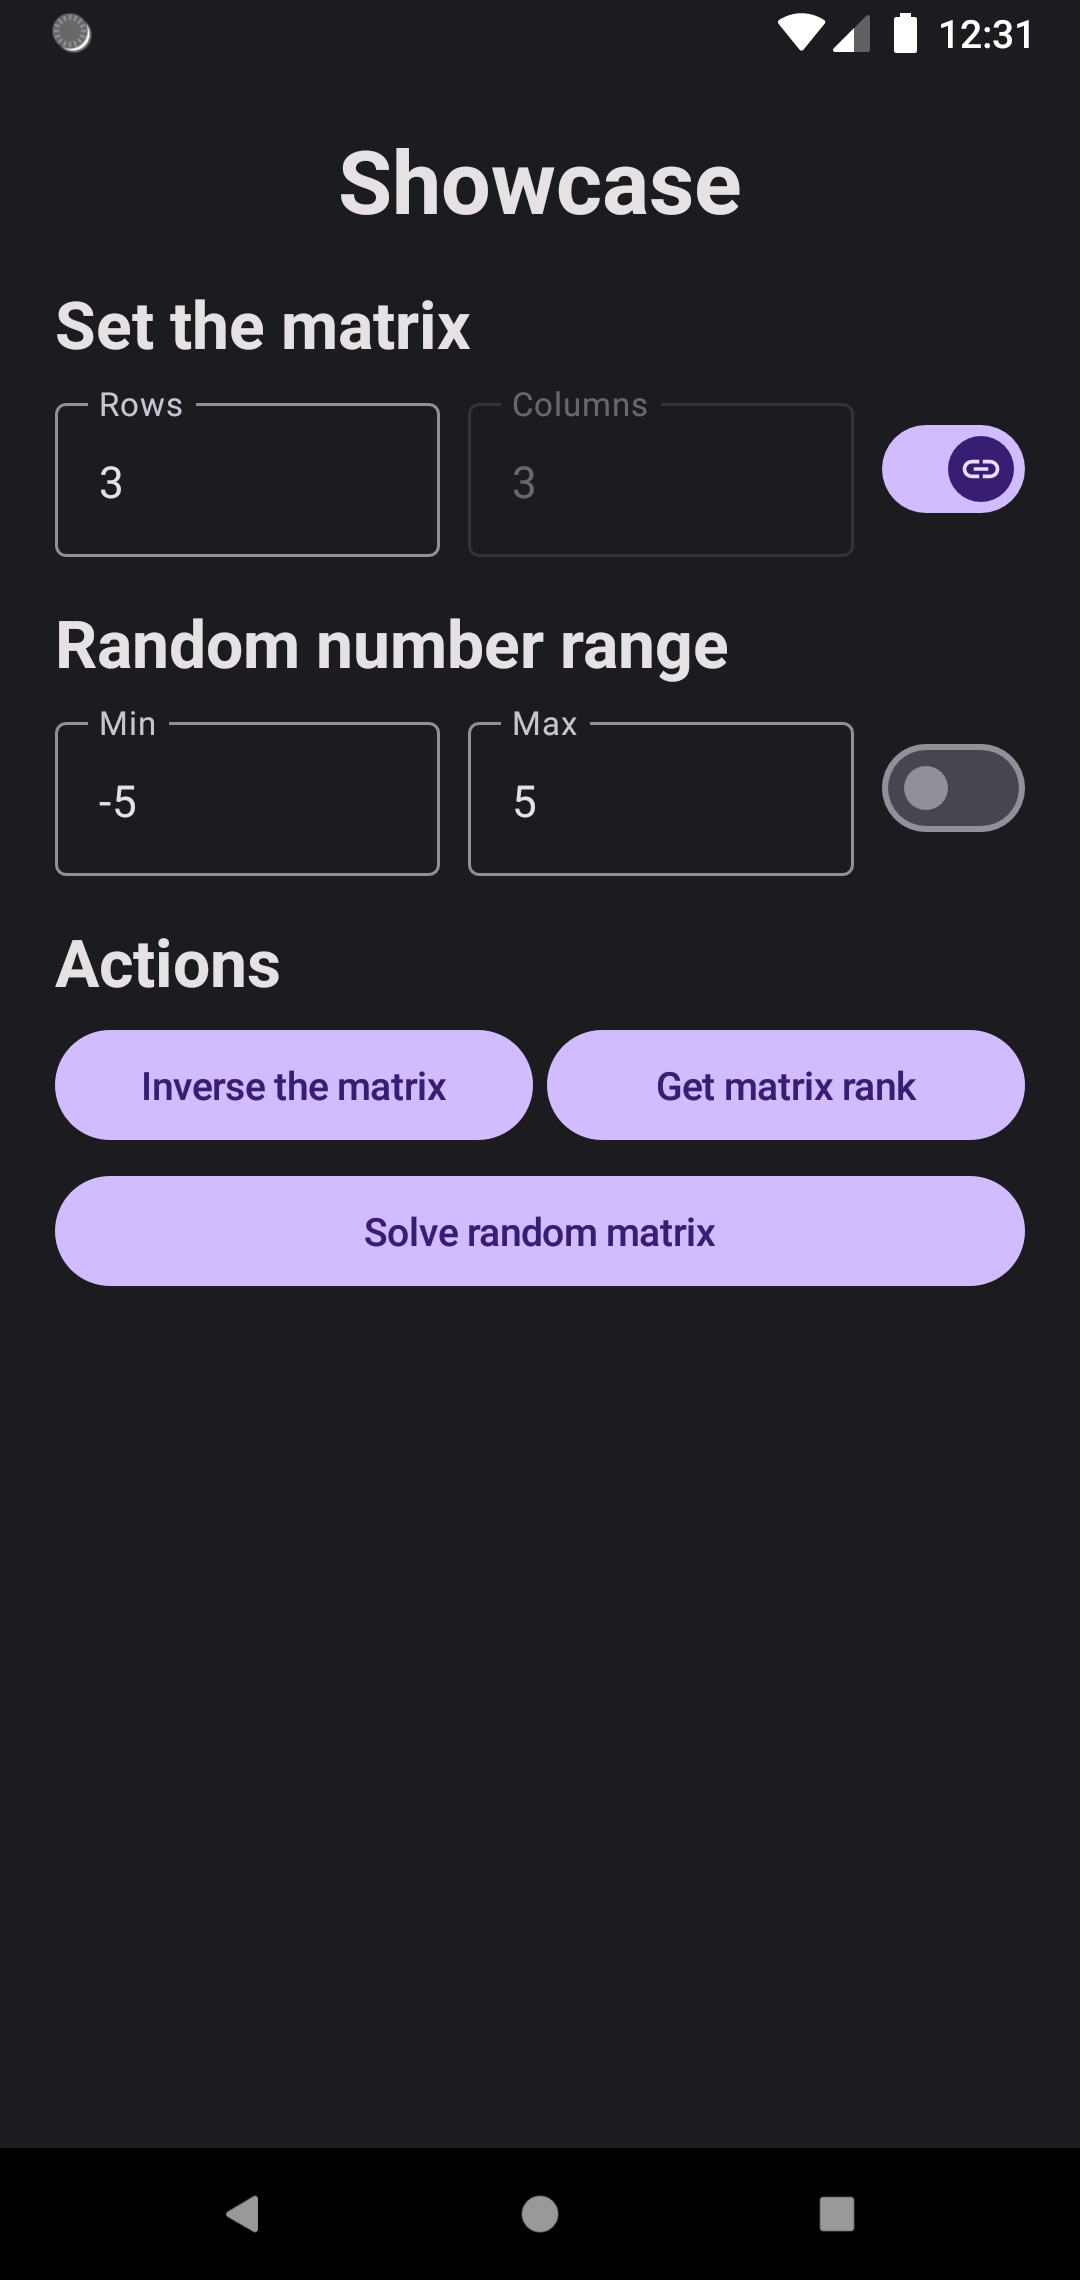 12:31
Showcase
Set the matrix
Rows
Columns
3
3
Random number range
Min
Max
-5
5
Actions
Inverse the matrix
Get matrix rank
Solve random matrix